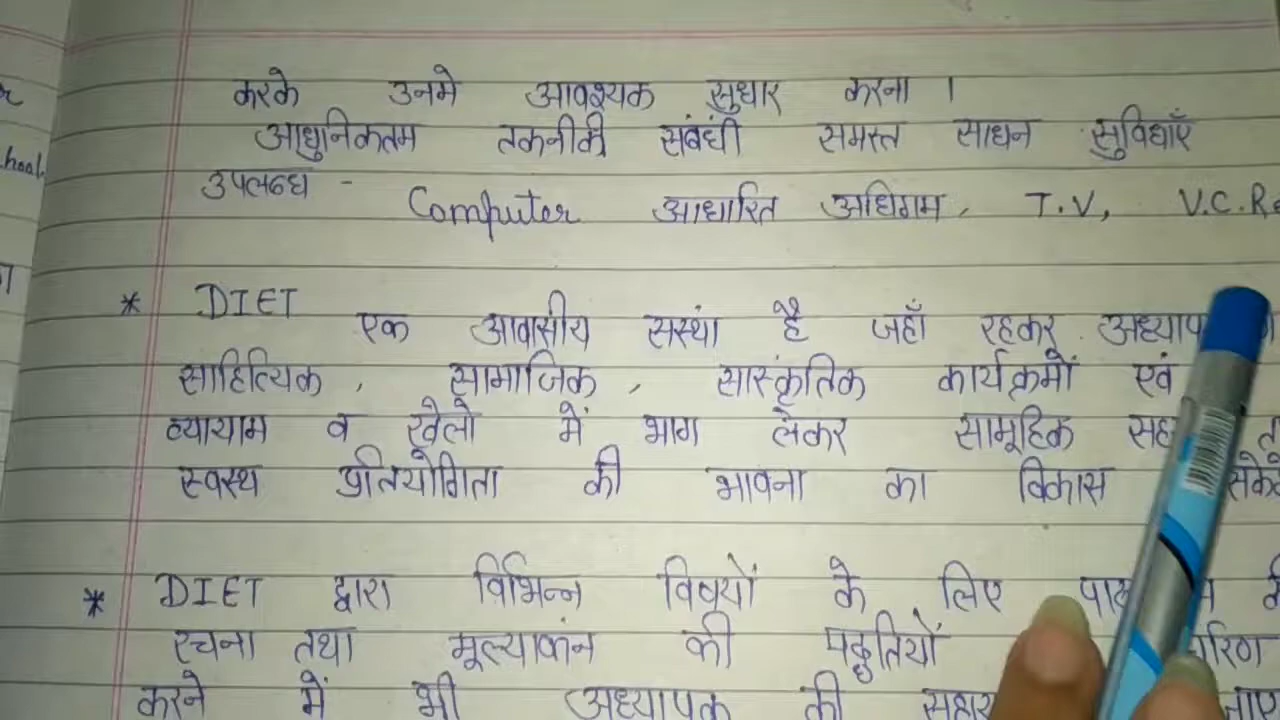 करके उनमे आवश्यक सुधार करना ।
आधुनिकतम तकनीकी संबंधी समस्त साधन सुविधाएँ
उपलब्ध -
Computer आधारित अधिगम, T.V, V.C.R
* DIET
एक आवासीय संस्था है जहाँ रहकर
साहित्यिक, सामाजिक, सांस्कृतिक कार्यक्रमों एवं
व्यायाम व खेलो में भाग लेकर सामूहिक
स्वस्थ प्रतियोगिता की भावना का विकास
* DIET द्वारा विभिन्न विषयों के लिए
रचना तथा मूल्याकंन की पद्धतियों
करने में भी अध्यापक की